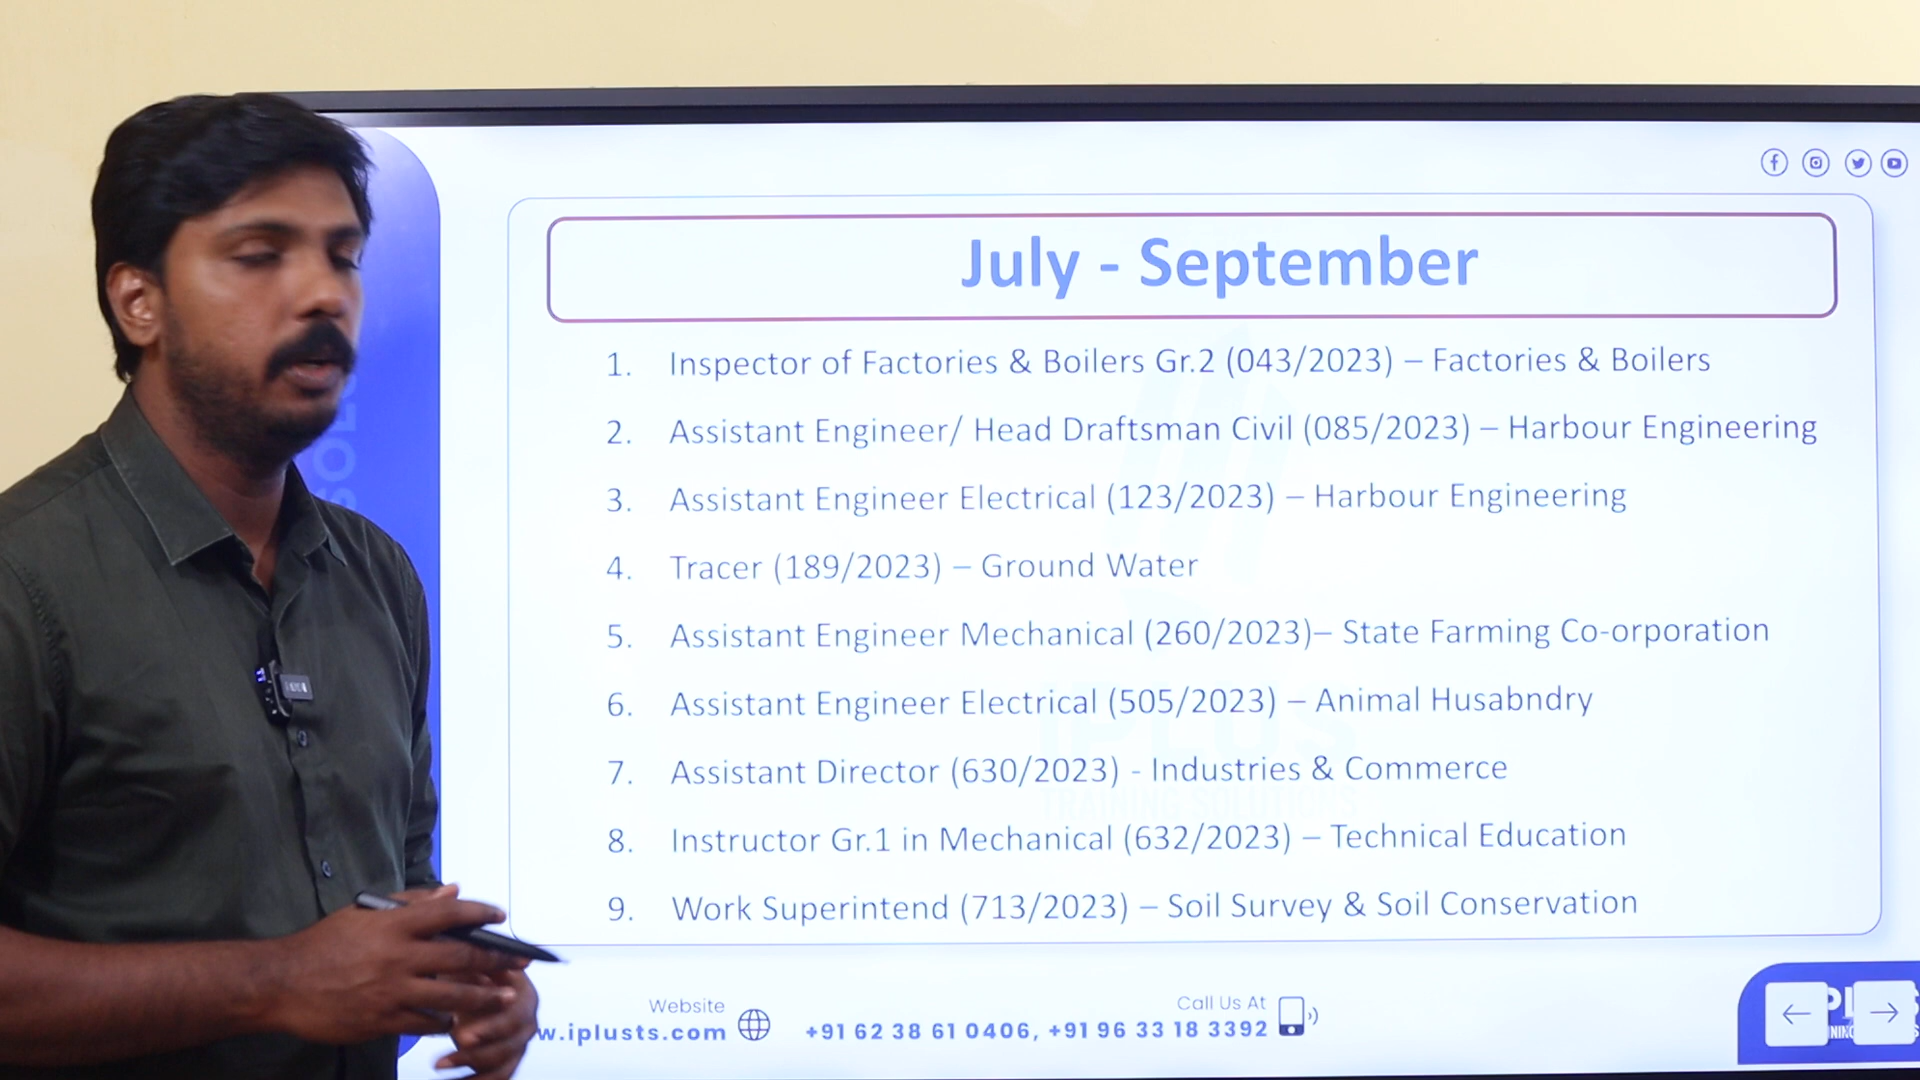 July - September
1. Inspector of Factories & Boilers Gr.2 (043/2023) – Factories & Boilers
2. Assistant Engineer/ Head Draftsman Civil (085/2023) – Harbour Engineering
3. Assistant Engineer Electrical (123/2023) – Harbour Engineering
4. Tracer (189/2023) – Ground Water
5. Assistant Engineer Mechanical (260/2023)– State Farming Co-orporation
6. Assistant Engineer Electrical (505/2023) – Animal Husabndry
7. Assistant Director (630/2023) - Industries & Commerce
8. Instructor Gr.1 in Mechanical (632/2023) – Technical Education
9. Work Superintend (713/2023) – Soil Survey & Soil Conservation
IPLUS
TRAINING SOLUTIONS
Website
w.iplusts.com
Call Us At
+91 62 38 61 0406, +91 96 33 18 3392